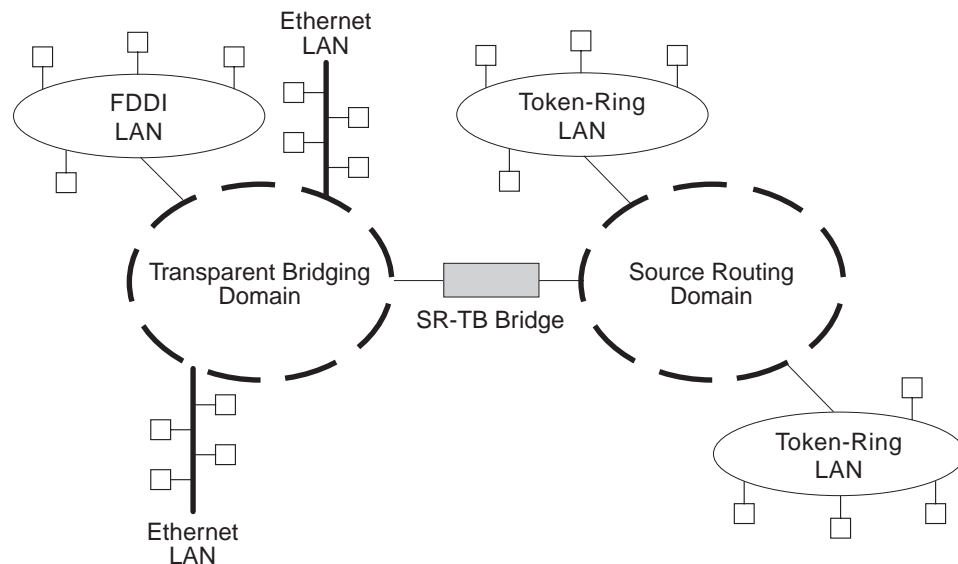 Ethernet
LAN
FDDI
LAN
Token-Ring
LAN
Transparent Bridging
Domain
SR-TB Bridge
Source Routing
Domain
Token-Ring
LAN
Ethernet
LAN